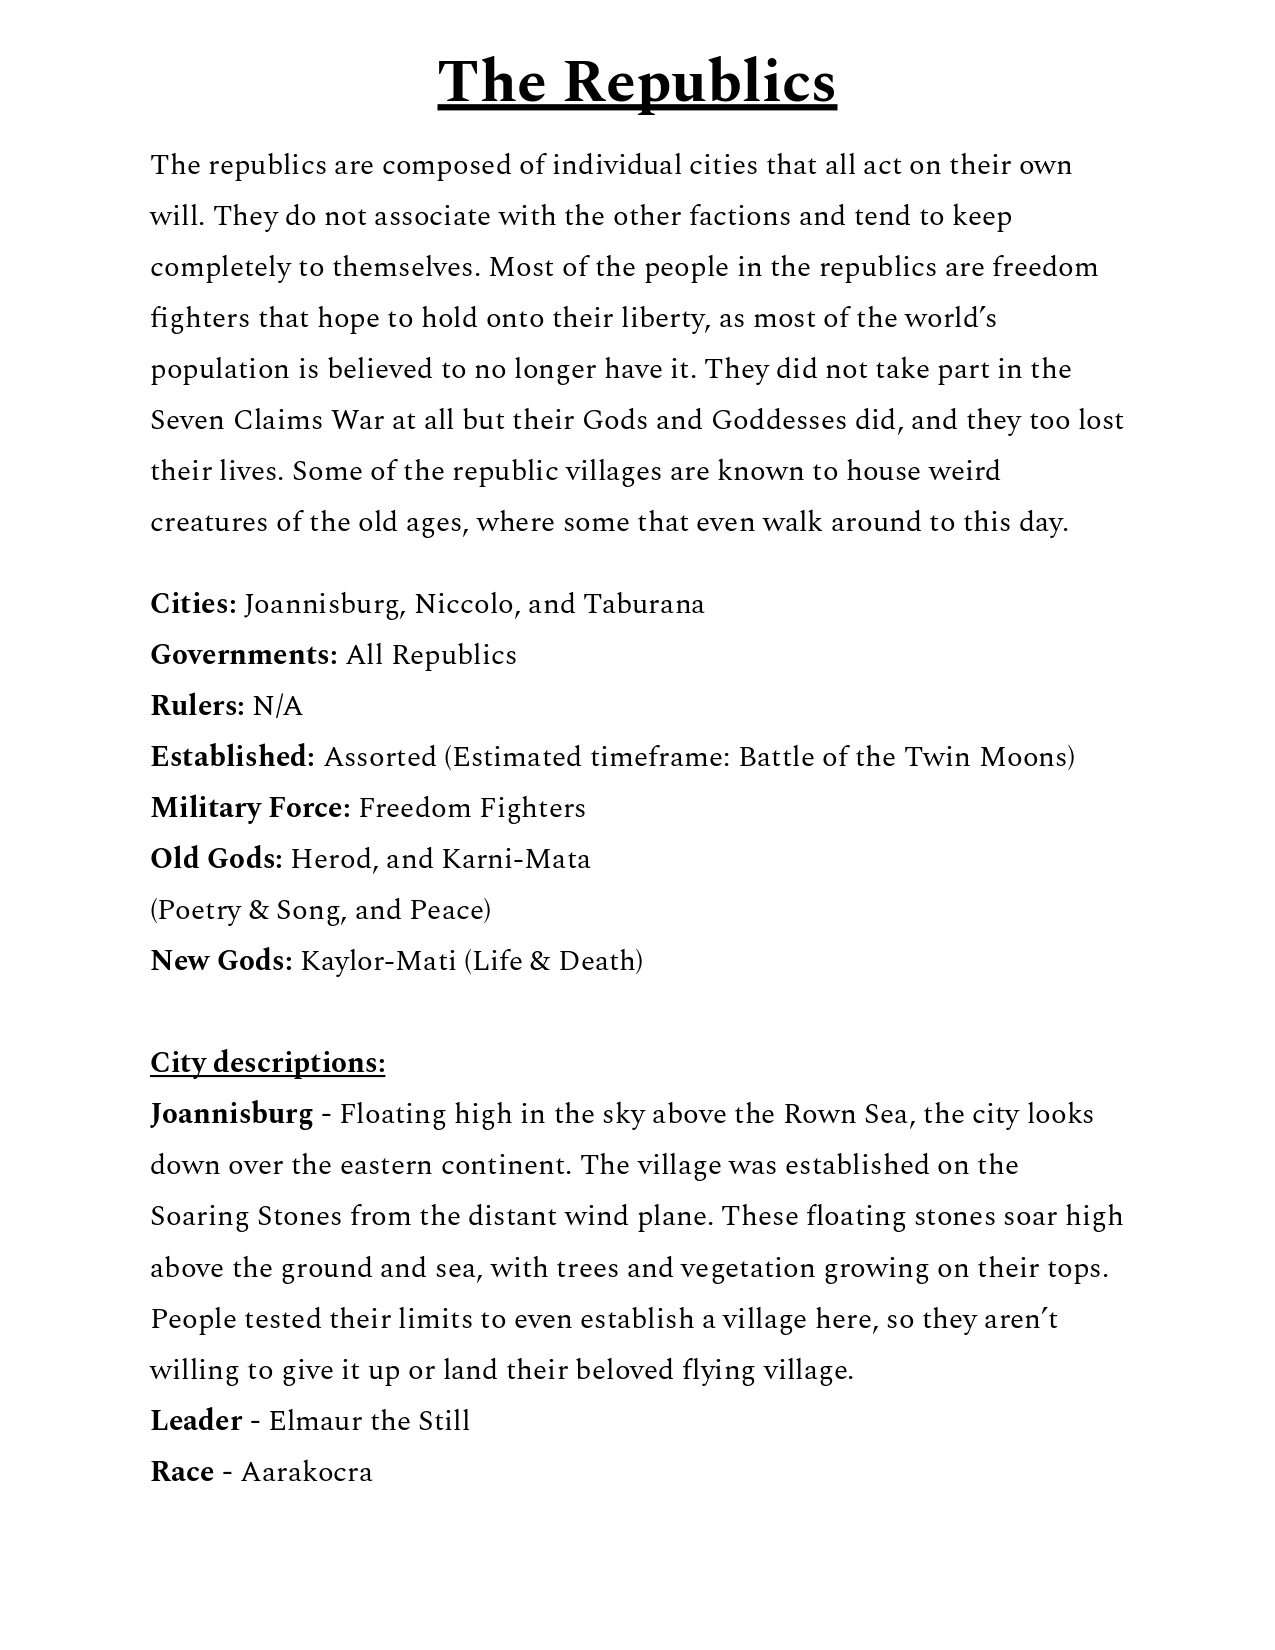 The Republics
The republics are composed of individual cities that all act on their own
will. They do not associate with the other factions and tend to keep
completely to themselves. Most of the people in the republics are freedom
fighters that hope to hold onto their liberty, as most of the world’s
population is believed to no longer have it. They did not take part in the
Seven Claims War at all but their Gods and Goddesses did, and they too lost
their lives. Some of the republic villages are known to house weird
creatures of the old ages, where some that even walk around to this day.
Cities: Joannisburg, Niccolo, and Taburana
Governments: All Republics
Rulers: N/A
Established: Assorted (Estimated timeframe: Battle of the Twin Moons)
Military Force: Freedom Fighters
Old Gods: Herod, and Karni-Mata
(Poetry & Song, and Peace)
New Gods: Kaylor-Mati (Life & Death)
City descriptions:
Joannisburg - Floating high in the sky above the Rown Sea, the city looks
down over the eastern continent. The village was established on the
Soaring Stones from the distant wind plane. These floating stones soar high
above the ground and sea, with trees and vegetation growing on their tops.
People tested their limits to even establish a village here, so they aren’t
willing to give it up or land their beloved flying village.
Leader - Elmaur the Still
Race - Aarakocra